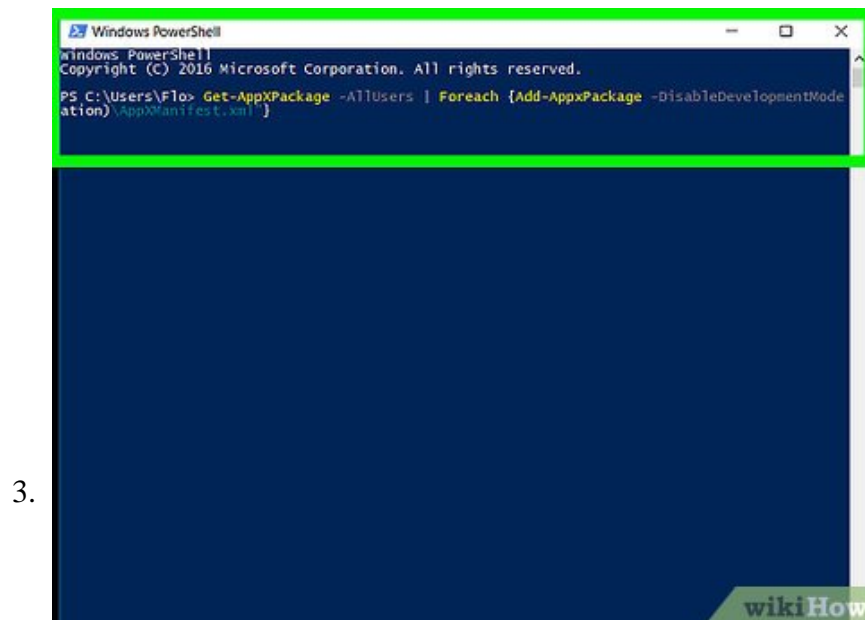 Windows PowerShell
Windows PowerShell
Copyright (C) 2016 Microsoft Corporation. All rights reserved.
PS C:\Users\Flo> Get-AppXPackage -AllUsers | Foreach {Add-AppxPackage -DisableDevelopmentMode
ation)\AppXManifest.xml"}
3.
wikiHow